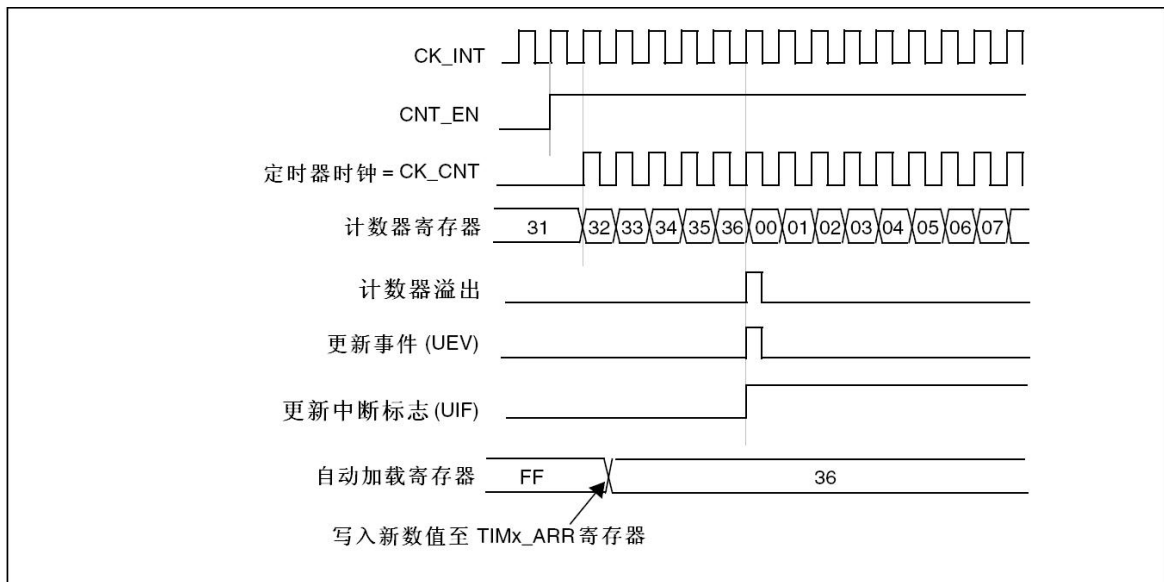 CK_INT
CNT_EN
定时器时钟 = CK_CNT
计数器寄存器 31 32 33 34 35 36 00 01 02 03 04 05 06 07
计数器溢出
更新事件 (UEV)
更新中断标志 (UIF)
自动加载寄存器 FF 36
写入新数值至 TIMx_ARR 寄存器